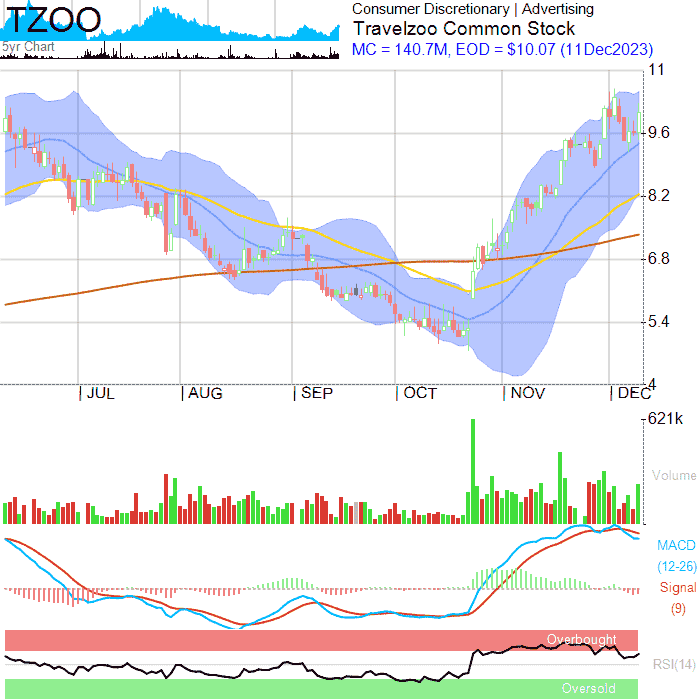 TZOO
5yr Chart
Consumer Discretionary | Advertising
Travelzoo Common Stock
MC = 140.7M, EOD = $10.07 (11Dec2023)
11
9.6
8.2
6.8
5.4
4
JUL AUG SEP OCT NOV DEC
621k
Volume
MACD
(12-26)
Signal
(9)
Overbought
RSI(14)
Oversold